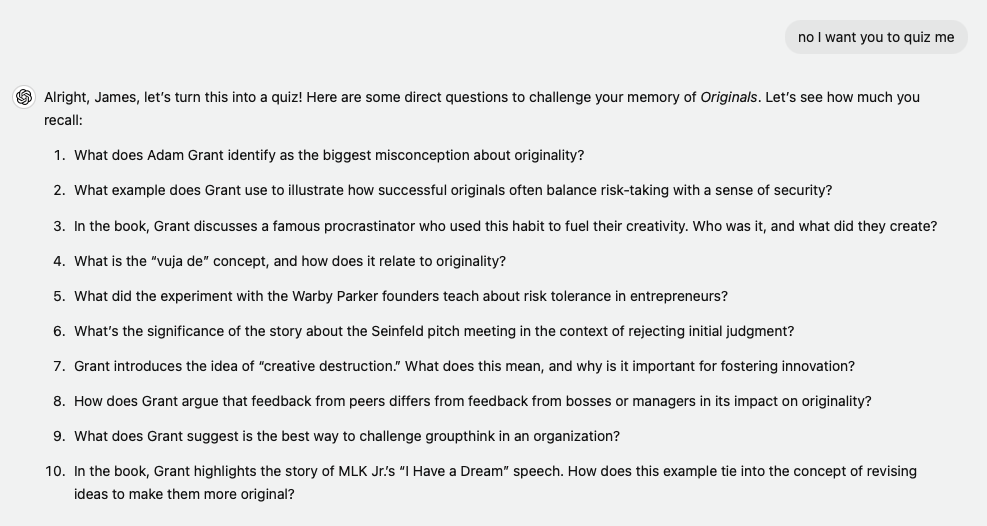 no I want you to quiz me
Alright, James, let’s turn this into a quiz! Here are some direct questions to challenge your memory of Originals. Let’s see how much you
recall:
1. What does Adam Grant identify as the biggest misconception about originality?
2. What example does Grant use to illustrate how successful originals often balance risk-taking with a sense of security?
3. In the book, Grant discusses a famous procrastinator who used this habit to fuel their creativity. Who was it, and what did they create?
4. What is the “vuja de” concept, and how does it relate to originality?
5. What did the experiment with the Warby Parker founders teach about risk tolerance in entrepreneurs?
6. What’s the significance of the story about the Seinfeld pitch meeting in the context of rejecting initial judgment?
7. Grant introduces the idea of “creative destruction.” What does this mean, and why is it important for fostering innovation?
8. How does Grant argue that feedback from peers differs from feedback from bosses or managers in its impact on originality?
9. What does Grant suggest is the best way to challenge groupthink in an organization?
10. In the book, Grant highlights the story of MLK Jr.’s “I Have a Dream” speech. How does this example tie into the concept of revising
ideas to make them more original?